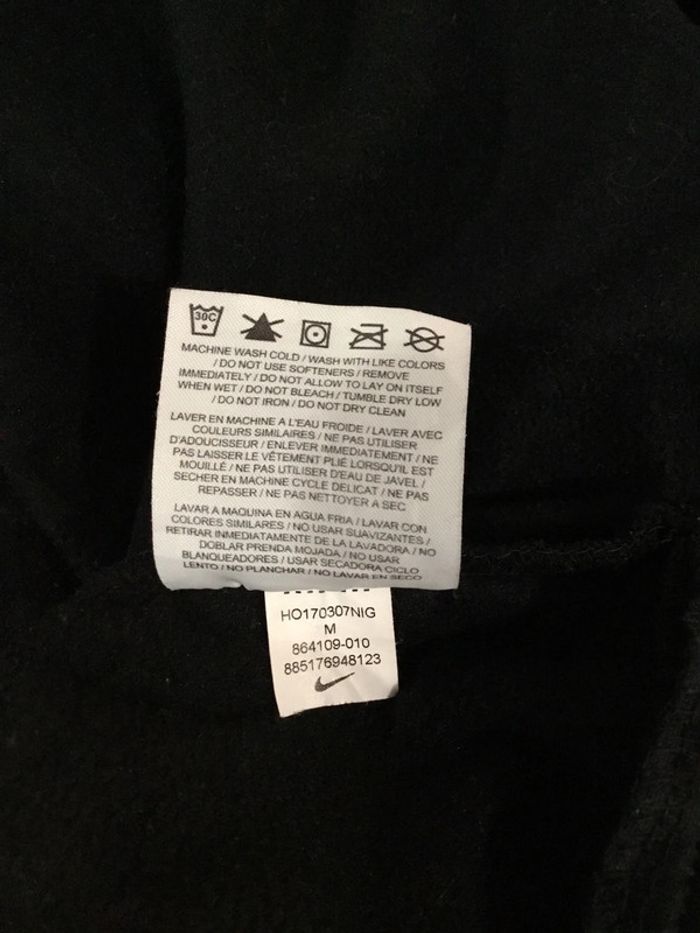 30C
MACHINE WASH COLD / WASH WITH LIKE COLORS
/ DO NOT USE SOFTENERS / REMOVE
IMMEDIATELY / DO NOT ALLOW TO LAY ON ITSELF
WHEN WET / DO NOT BLEACH / TUMBLE DRY LOW
/ DO NOT IRON / DO NOT DRY CLEAN
LAVER EN MACHINE A L'EAU FROIDE / LAVER AVEC
COULEURS SIMILAIRES / NE PAS UTILISER
D'ADOUCISSEUR / ENLEVER IMMEDIATEMENT / NE
PAS LAISSER LE VÊTEMENT PLIÉ LORSQU'IL EST
MOUILLÉ / NE PAS UTILISER D'EAU DE JAVEL /
SECHER EN MACHINE CYCLE DELICAT / NE PAS
REPASSER / NE PAS NETTOYER A SEC
LAVAR A MAQUINA EN AGUA FRIA / LAVAR CON
COLORES SIMILARES / NO USAR SUAVIZANTES /
RETIRAR INMEDIATAMENTE DE LA LAVADORA / NO
DOBLAR PRENDA MOJADA / NO USAR
BLANQUEADORES / USAR SECADORA CICLO
LENTO / NO PLANCHAR / NO LAVAR EN SECO
HO170307NIG
M
864109-010
885176948123